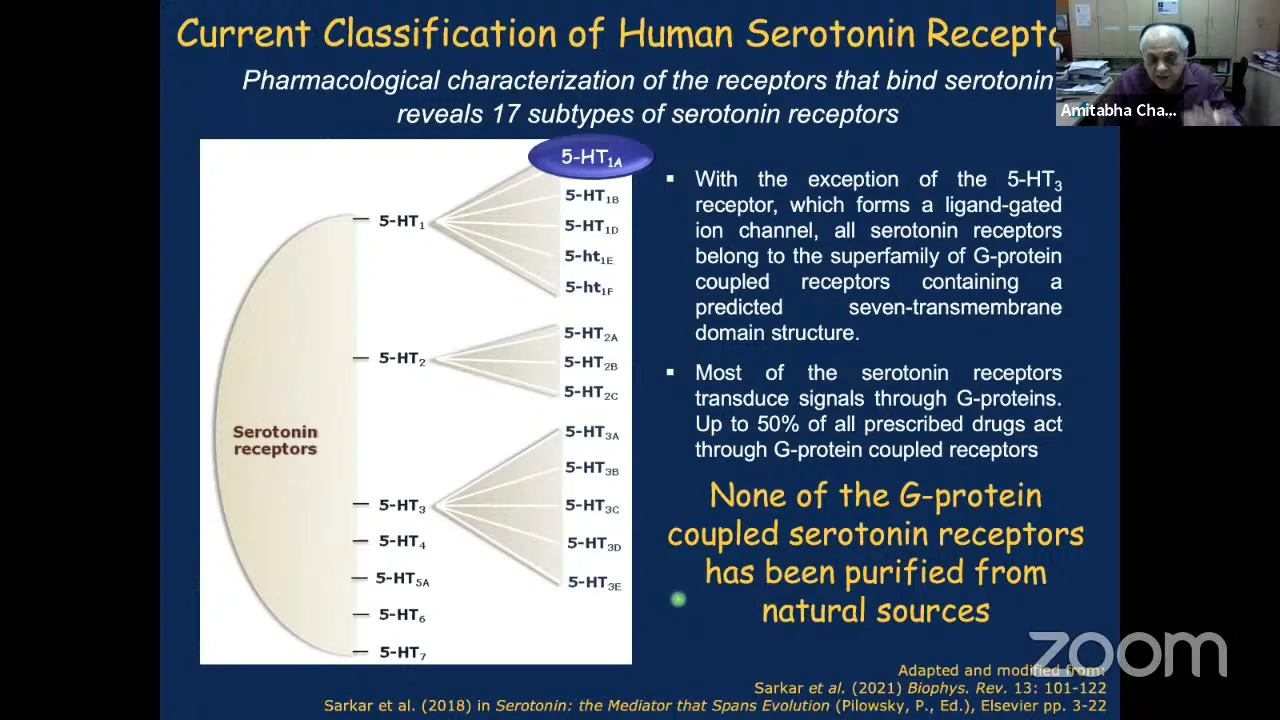 Current Classification of Human Serotonin Recepto
Pharmacological characterization of the receptors that bind serotonin
reveals 17 subtypes of serotonin receptors
Amitabha Cha...
5-HT1A
5-HT1B
5-HT1
5-HT1D
5-ht1E
5-ht1F
5-HT2A
5-HT2
5-HT2B
5-HT2C
Serotonin
receptors
5-HT3A
5-HT3B
5-HT3
5-HT3C
5-HT4
5-HT3D
5-HT5A
5-HT3E
5-HT6
5-HT7
▪ With the exception of the 5-HT3
receptor, which forms a ligand-gated
ion channel, all serotonin receptors
belong to the superfamily of G-protein
coupled receptors containing a
predicted seven-transmembrane
domain structure.
▪ Most of the serotonin receptors
transduce signals through G-proteins.
Up to 50% of all prescribed drugs act
through G-protein coupled receptors
None of the G-protein
coupled serotonin receptors
has been purified from
natural sources
zoom
Adapted and modified from:
Sarkar et al. (2021) Biophys. Rev. 13: 101-122
Sarkar et al. (2018) in Serotonin: the Mediator that Spans Evolution (Pilowsky, P., Ed.), Elsevier pp. 3-22